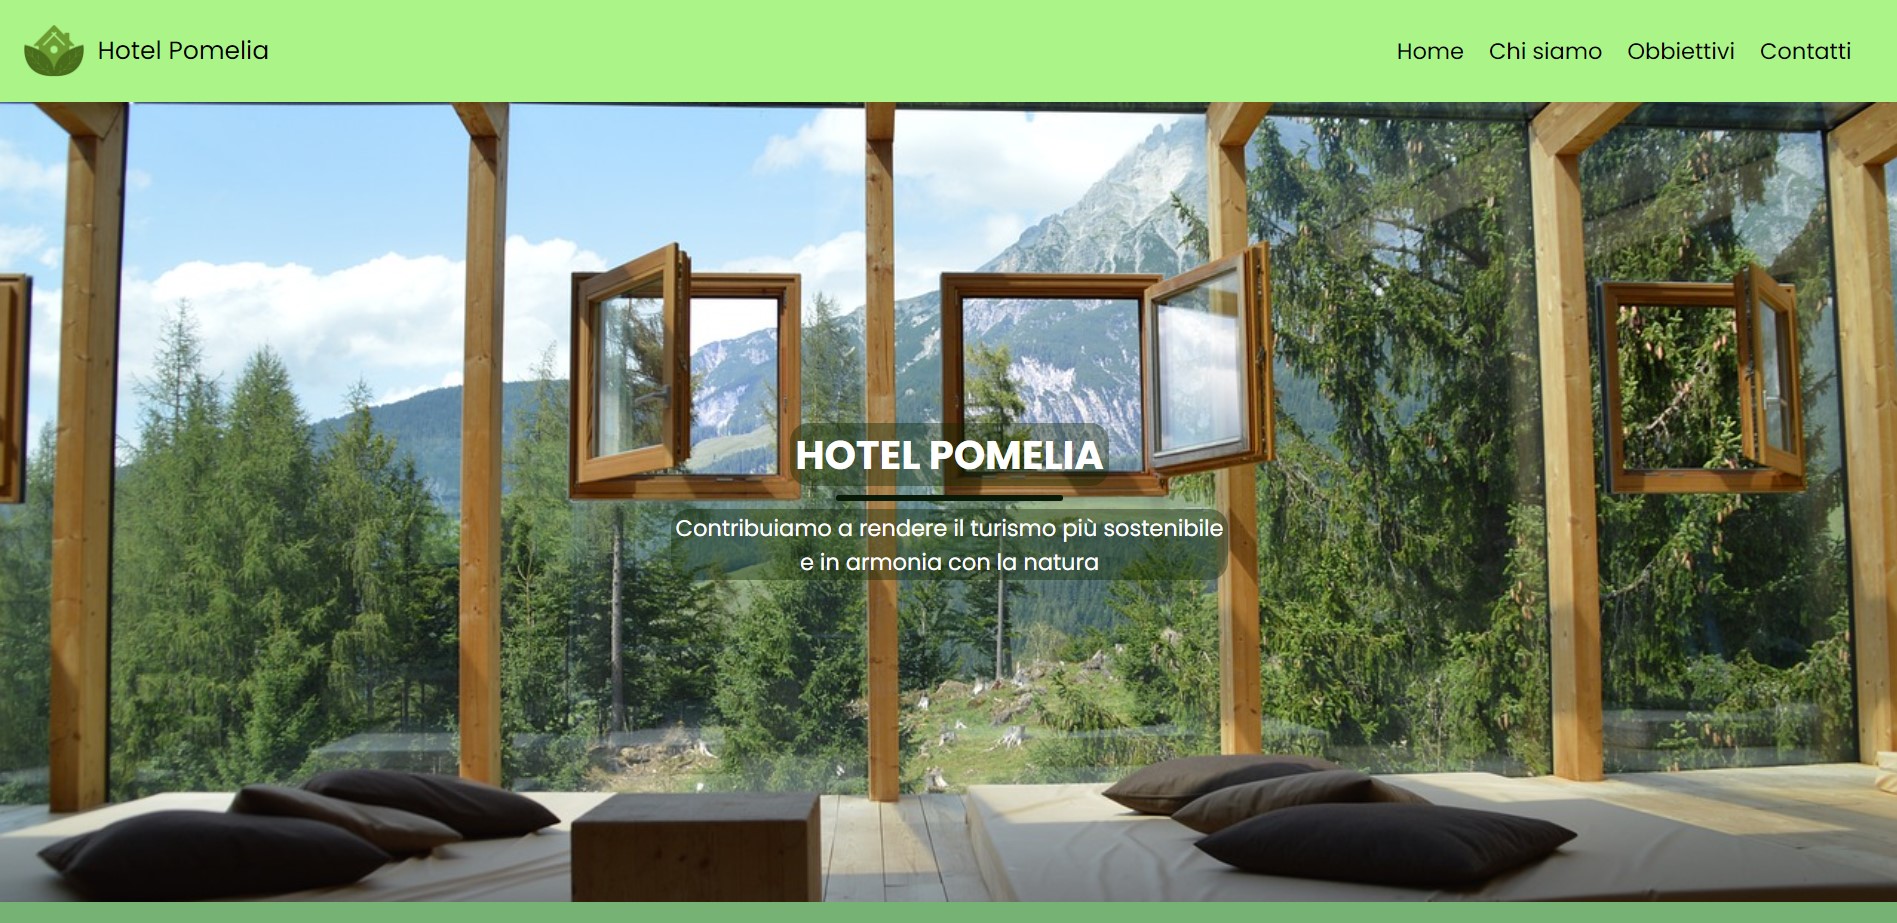 Hotel Pomelia
Home Chi siamo Obbiettivi Contatti
HOTEL POMELIA
Contribuiamo a rendere il turismo più sostenibile
e in armonia con la natura